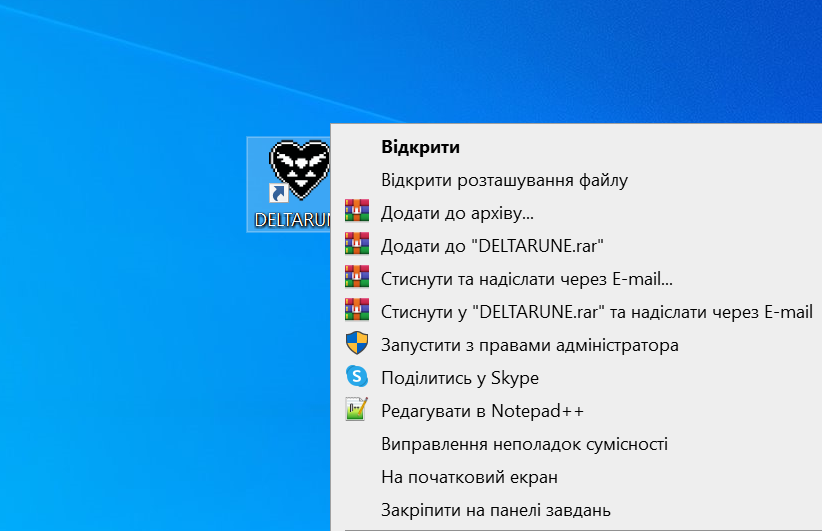 DELTARUN
Відкрити
Відкрити розташування файлу
Додати до архіву...
Додати до "DELTARUNE.rar"
Стиснути та надіслати через E-mail...
Стиснути у "DELTARUNE.rar" та надіслати через E-mail
Запустити з правами адміністратора
Поділитись у Skype
Редагувати в Notepad++
Виправлення неполадок сумісності
На початковий екран
Закріпити на панелі завдань